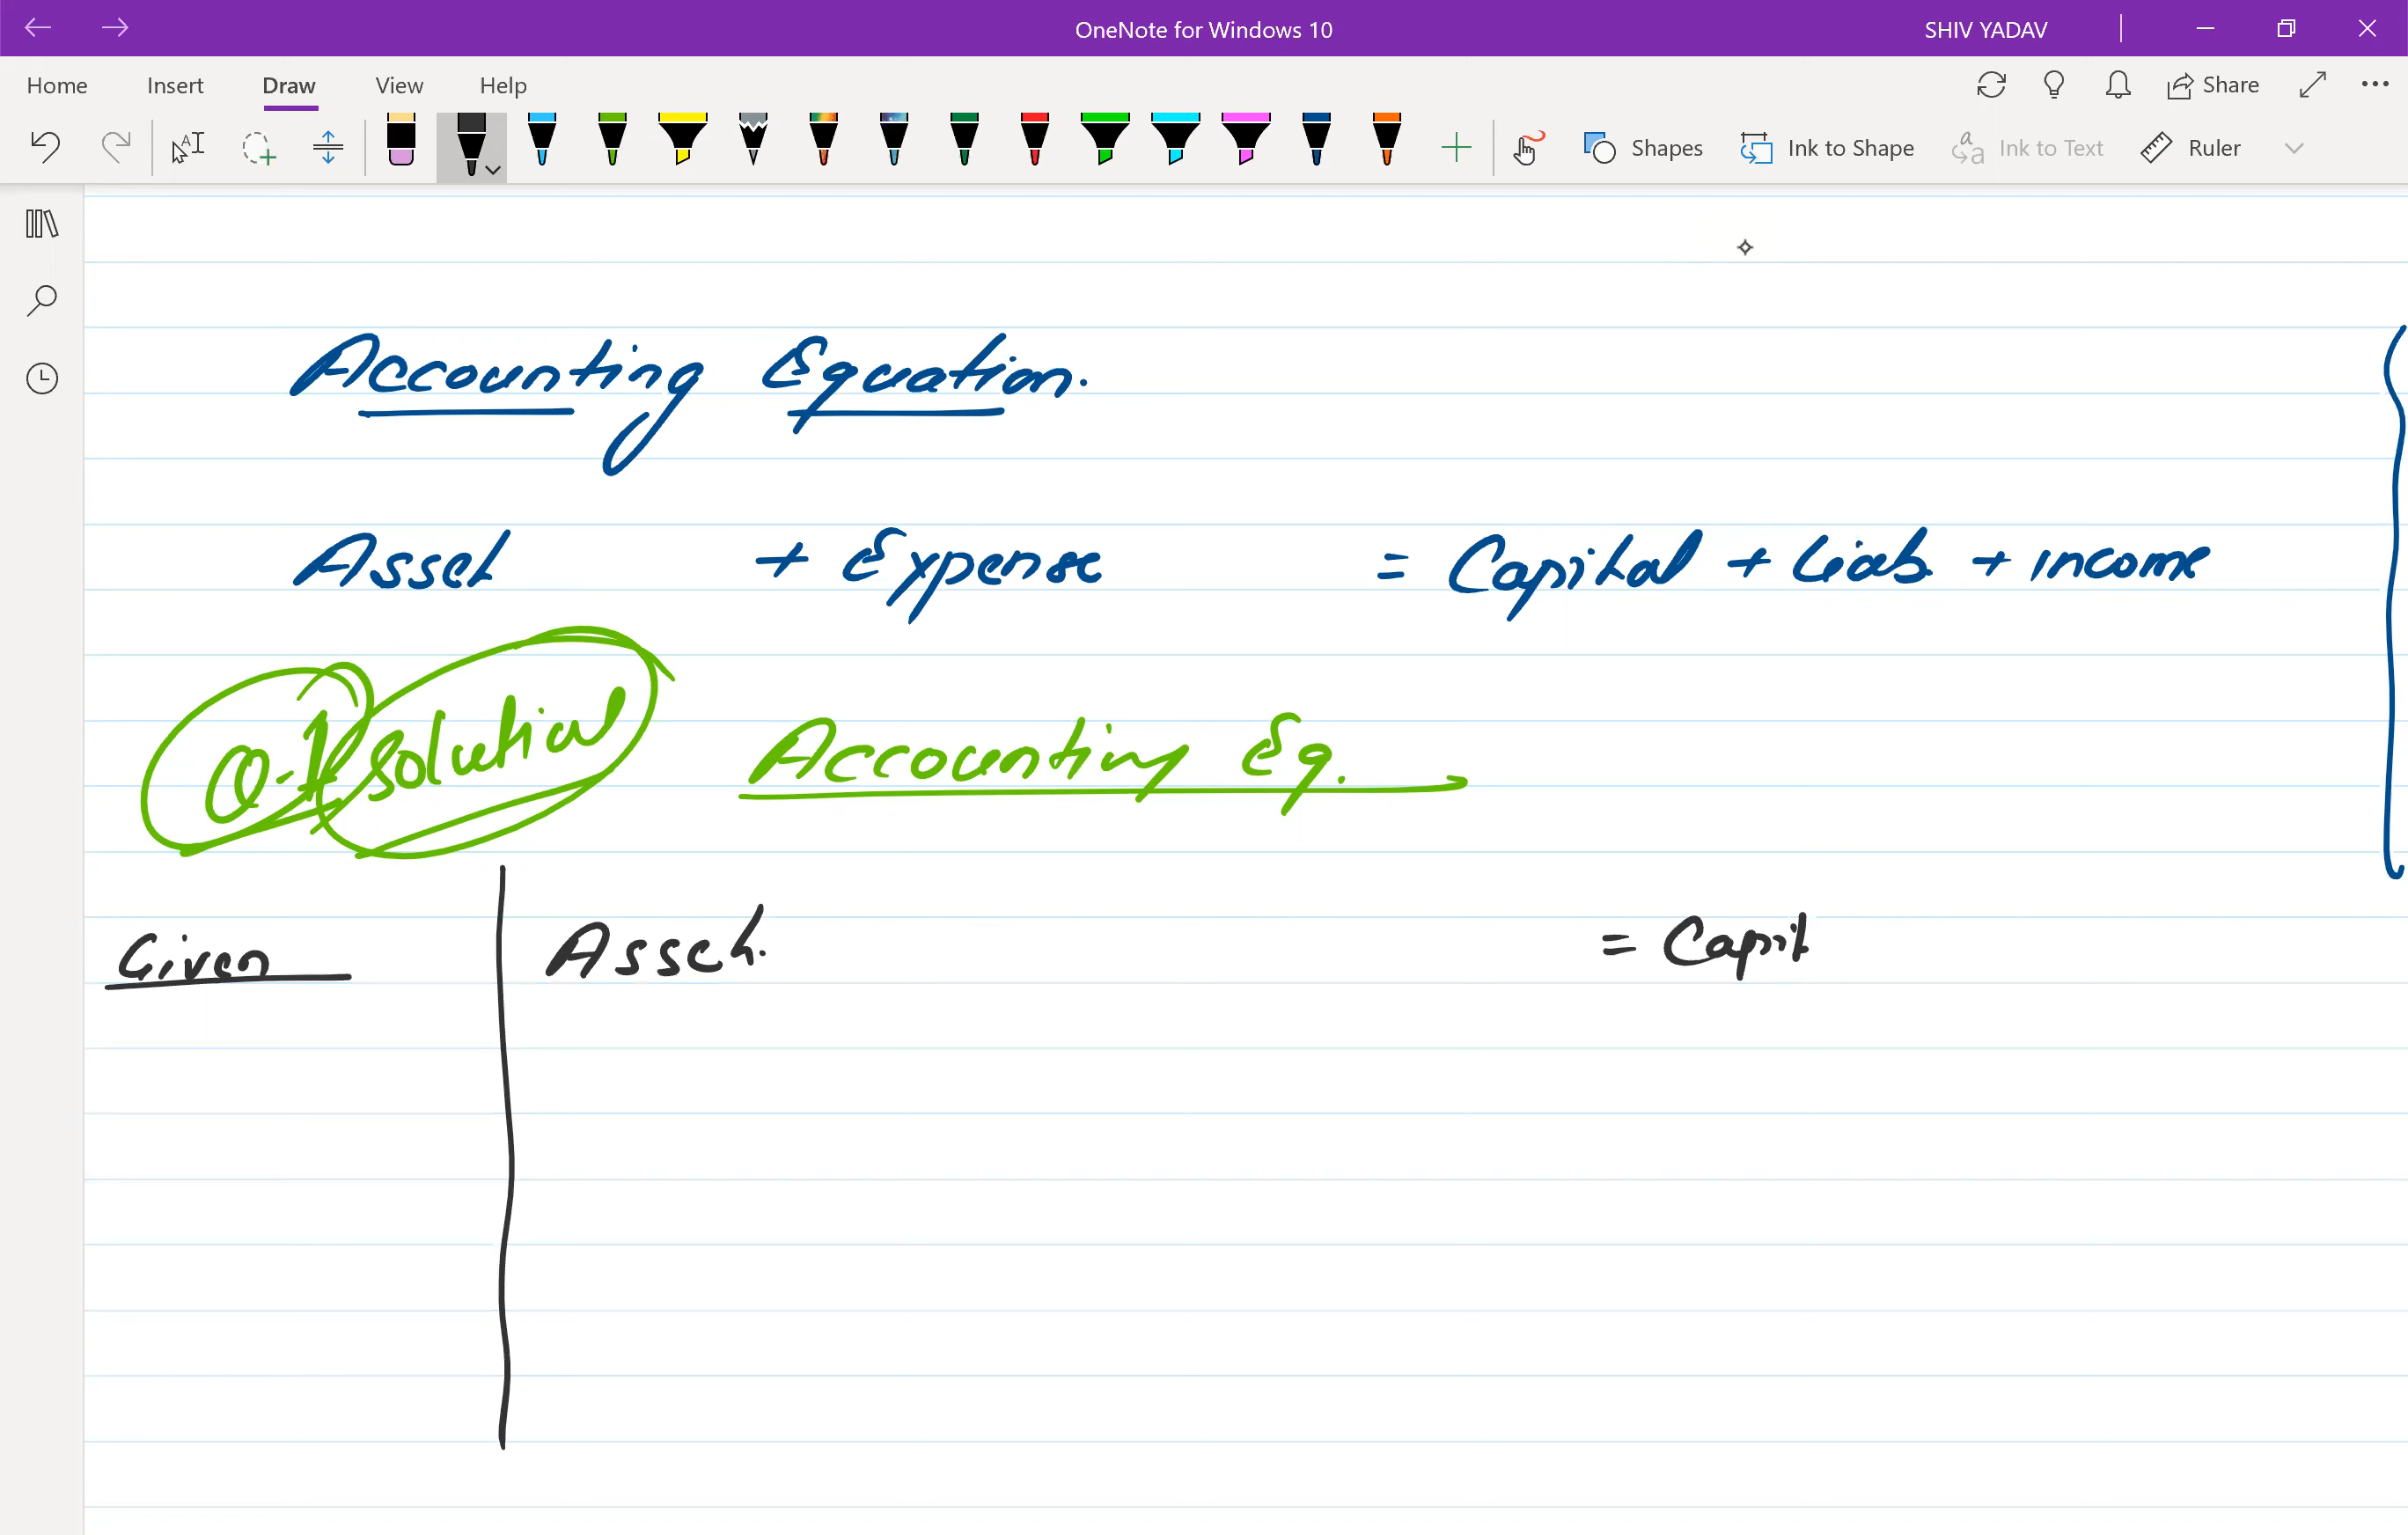 OneNote for Windows 10 SHIV YADAV
Home Insert Draw View Help Share
Shapes Ink to Shape Ink to Text Ruler
Accounting Equation.
Asset + Expense = Capital + Liab + income
Q-1 solution Accounting Eq.
Given Asset. = Capit